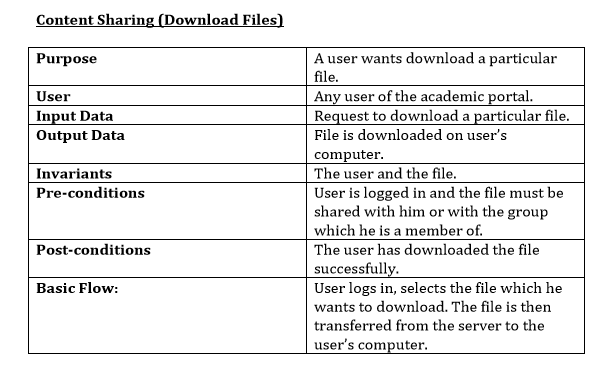 Content Sharing (Download Files)
Purpose
A user wants download a particular
file.
User
Any user of the academic portal.
Input Data
Request to download a particular file.
Output Data
File is downloaded on user's
computer.
Invariants
The user and the file.
Pre-conditions
User is logged in and the file must be
shared with him or with the group
which he is a member of.
Post-conditions
The user has downloaded the file
successfully.
Basic Flow:
User logs in, selects the file which he
wants to download. The file is then
transferred from the server to the
user's computer.